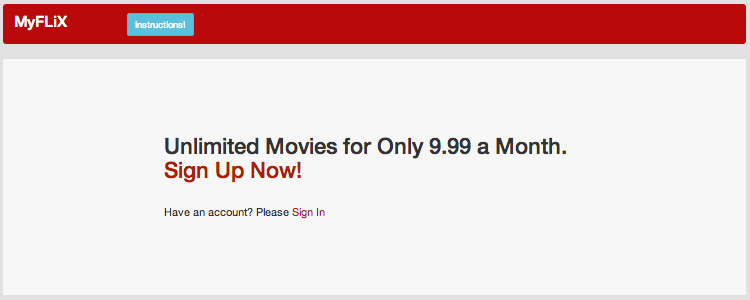 MyFLiX
Instructions!
Unlimited Movies for Only 9.99 a Month.
Sign Up Now!
Have an account? Please Sign In